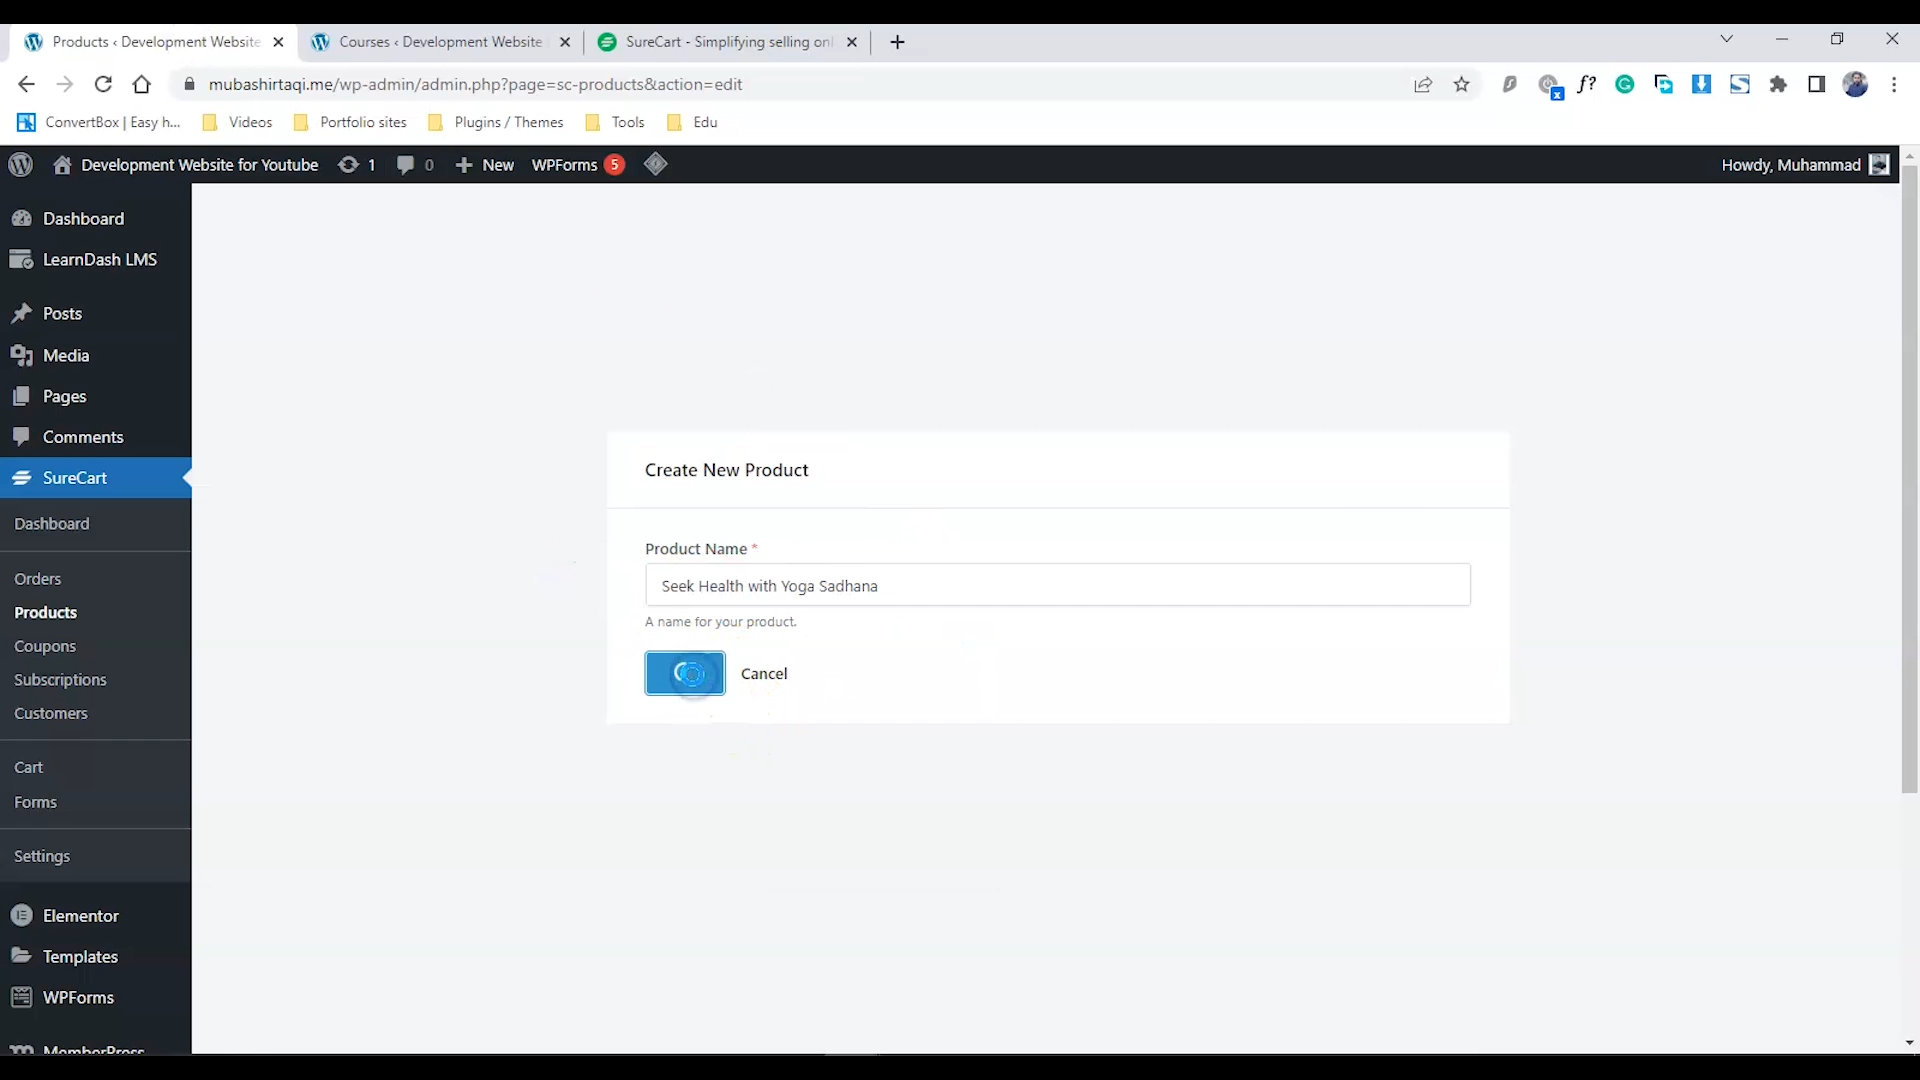 Products ‹ Development Website
Courses ‹ Development Website
SureCart - Simplifying selling onl
mubashirtaqi.me/wp-admin/admin.php?page=sc-products&action=edit
f?
ConvertBox | Easy h...
Videos
Portfolio sites
Plugins / Themes
Tools
Edu
Development Website for Youtube
1
0
New
WPForms 5
Howdy, Muhammad
Dashboard
LearnDash LMS
Posts
Media
Pages
Comments
SureCart
Dashboard
Orders
Products
Coupons
Subscriptions
Customers
Cart
Forms
Settings
Elementor
Templates
WPForms
MemberPress
Create New Product
Product Name *
Seek Health with Yoga Sadhana
A name for your product.
Cancel